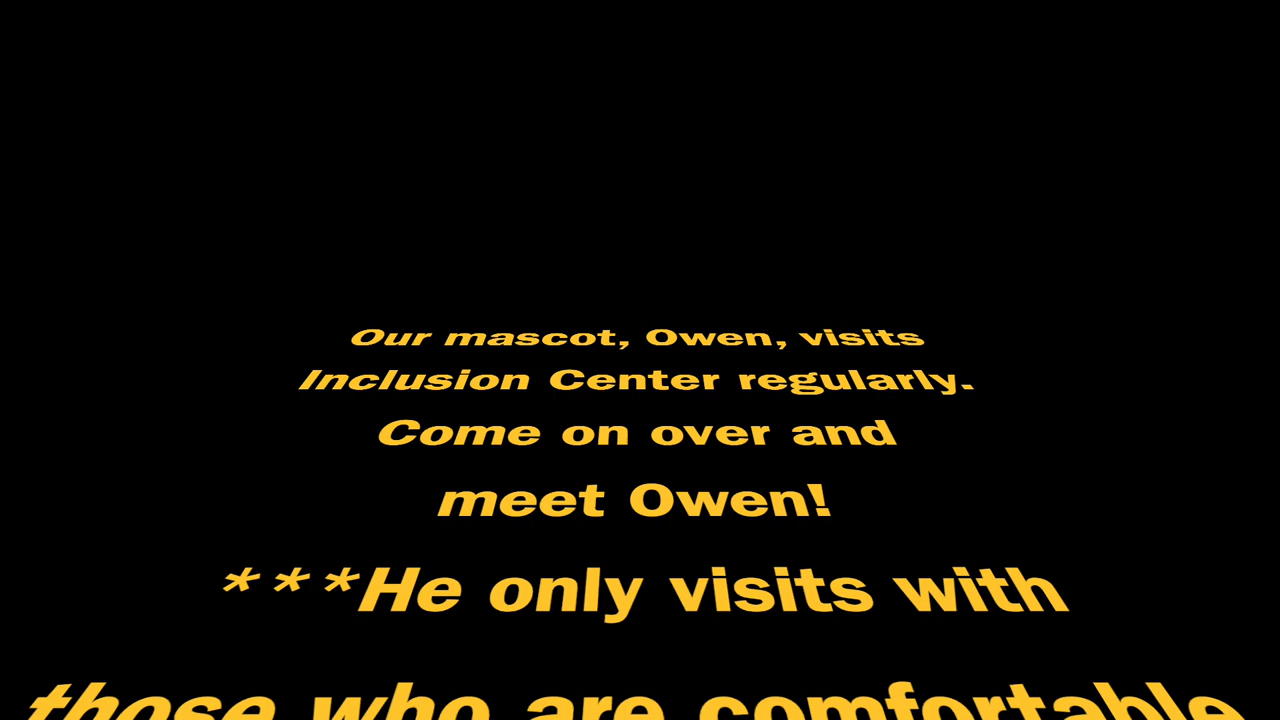 Our mascot, Owen, visits
Inclusion Center regularly.
Come on over and
meet Owen!
***He only visits with
those who are comfortable